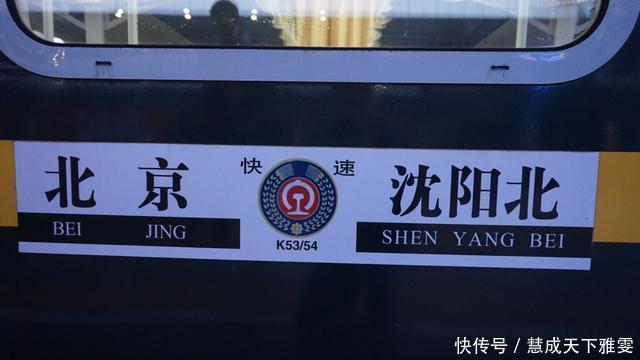 北京 快速 沈阳北
BEI JING K53/54 SHEN YANG BEI
快传号 / 慧成天下雅雯